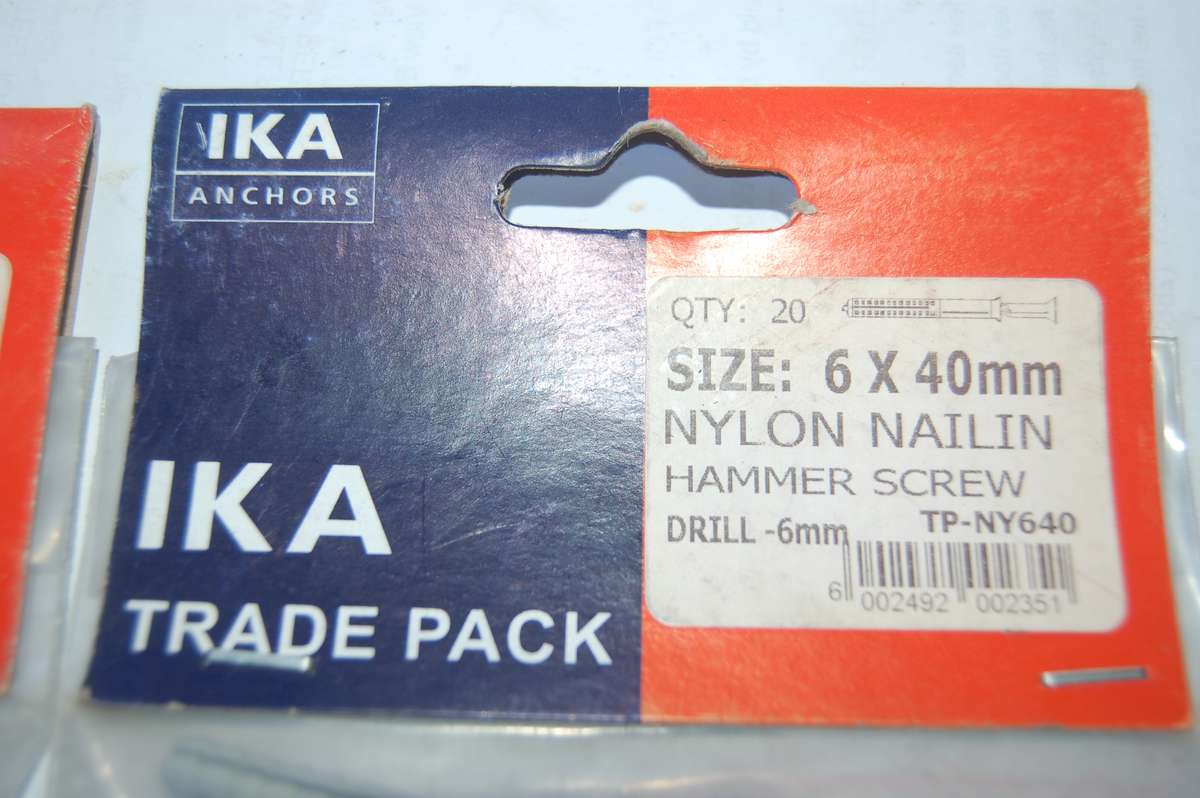 IKA
ANCHORS
IKA
TRADE PACK
QTY: 20
SIZE: 6 X 40mm
NYLON NAILIN
HAMMER SCREW
DRILL -6mm TP-NY640
6 002492 002351